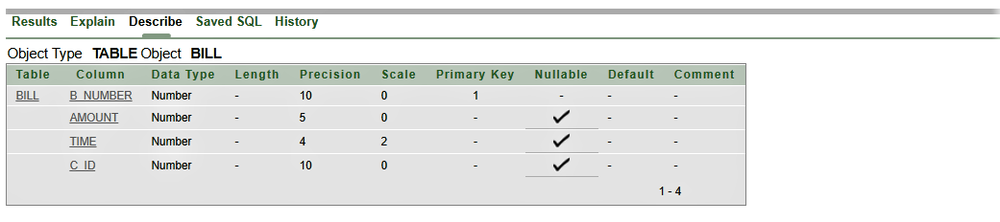 Results Explain Describe Saved SQL History
Object Type TABLE Object BILL
Table Column Data Type Length Precision Scale Primary Key Nullable Default Comment
BILL B_NUMBER Number - 10 0 1 - - -
AMOUNT Number - 5 0 - ✓ - -
TIME Number - 4 2 - ✓ - -
C_ID Number - 10 0 - ✓ - -
1 - 4